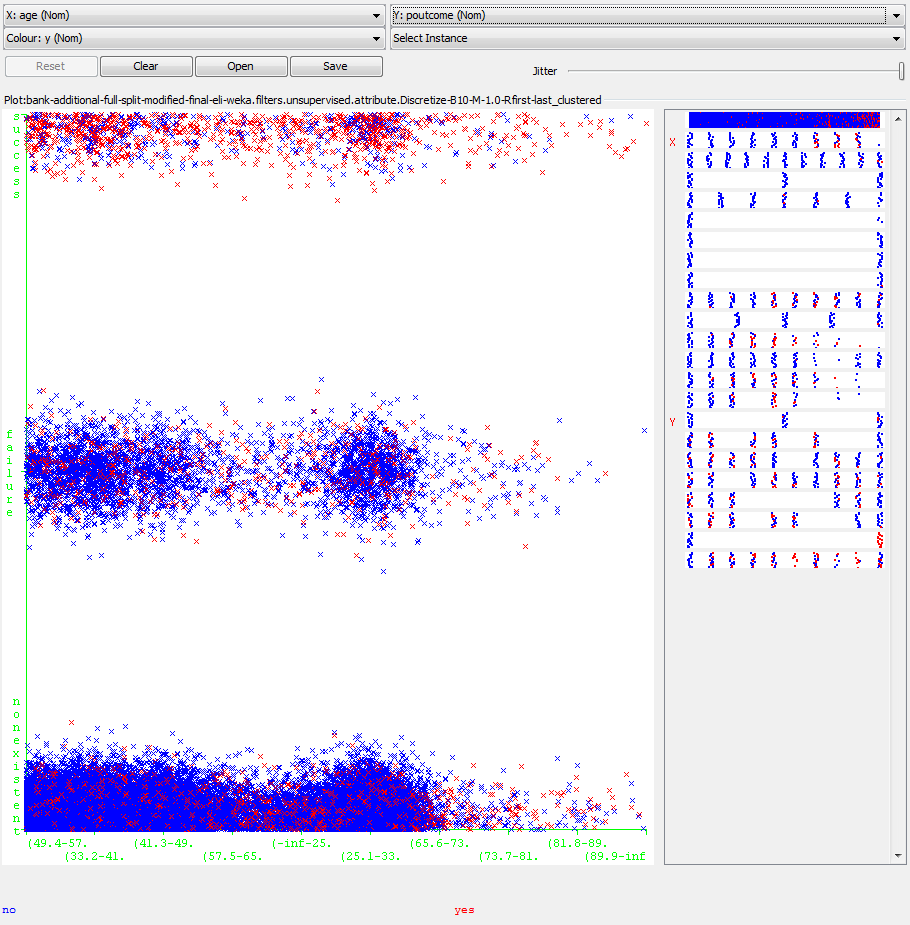 X: age (Nom)
Y: poutcome (Nom)
Colour: y (Nom)
Select Instance
Reset
Clear
Open
Save
Jitter
Plot:bank-additional-full-split-modified-final-eli-weka.filters.unsupervised.attribute.Discretize-B10-M-1.0-Rfirst-last_clustered
success
failure
nonexistent
X
Y
(49.4-57.
(41.3-49.
(-inf-25.
(65.6-73.
(81.8-89.
(33.2-41.
(57.5-65.
(25.1-33.
(73.7-81.
(89.9-inf
no
yes